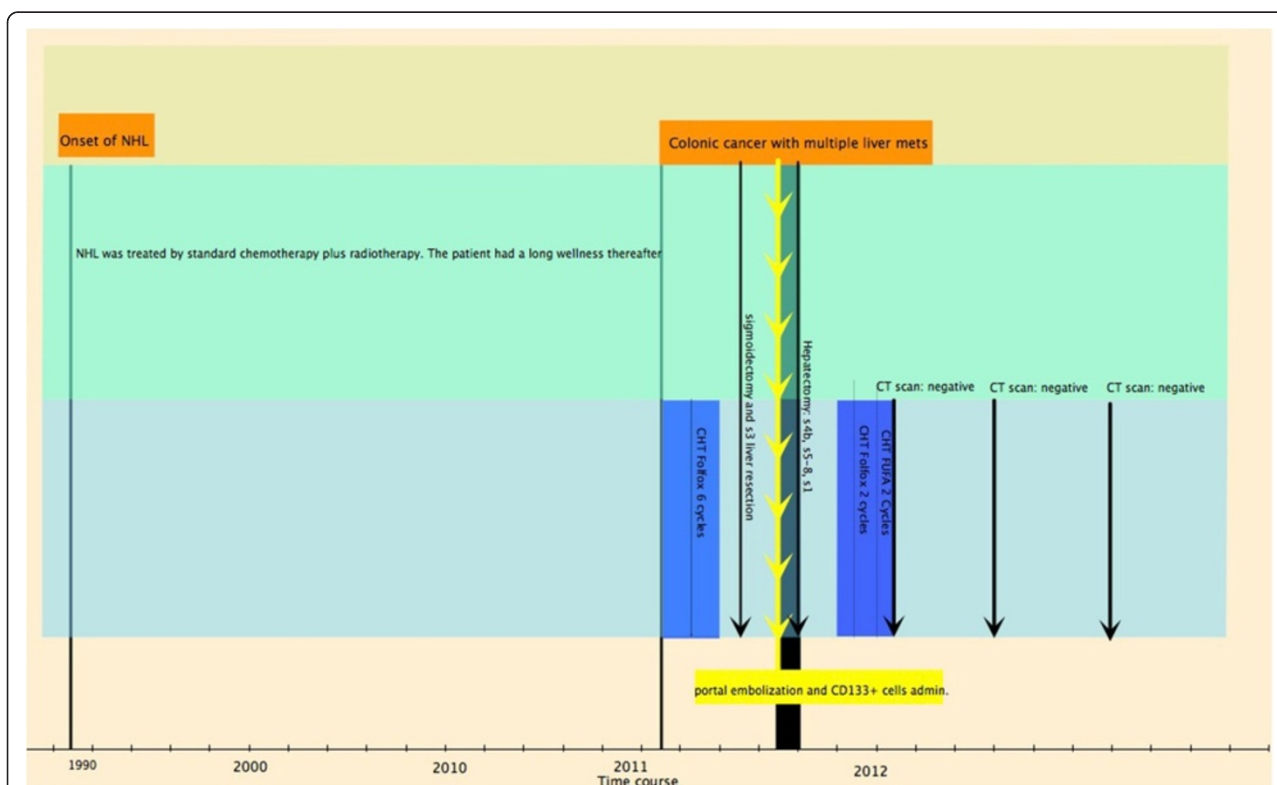 Onset of NHL
Colonic cancer with multiple liver mets
NHL was treated by standard chemotherapy plus radiotherapy. The patient had a long wellness thereafter
sigmoidectomy and s3 liver resection
Hepatectomy: s4b, s5-8, s1
CT scan: negative
CT scan: negative
CT scan: negative
CHT Folfox 6 cycles
CHT Folfox 2 cycles
CHT FUFA 2 Cycles
portal embolization and CD133+ cells admin.
1990
2000
2010
2011
2012
Time course